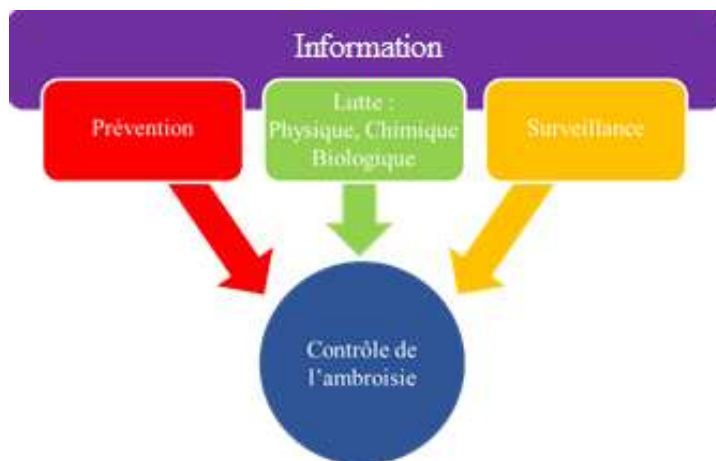 Information
Prévention
Lutte :
Physique, Chimique
Biologique
Surveillance
Contrôle de
l'ambroisie